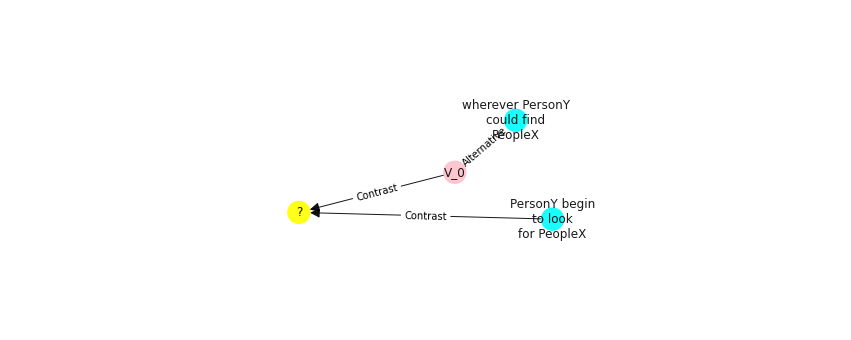 wherever PersonY
could find
PeopleX
Alternative
V_0
Contrast
PersonY begin
to look
for PeopleX
Contrast
?